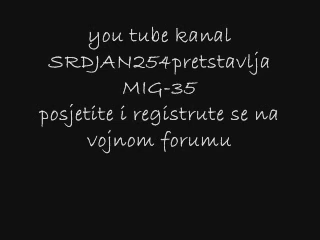 you tube kanal
SRDJAN254pretstavlja
MIG-35
posjetite i registrute se na
vojnom forumu